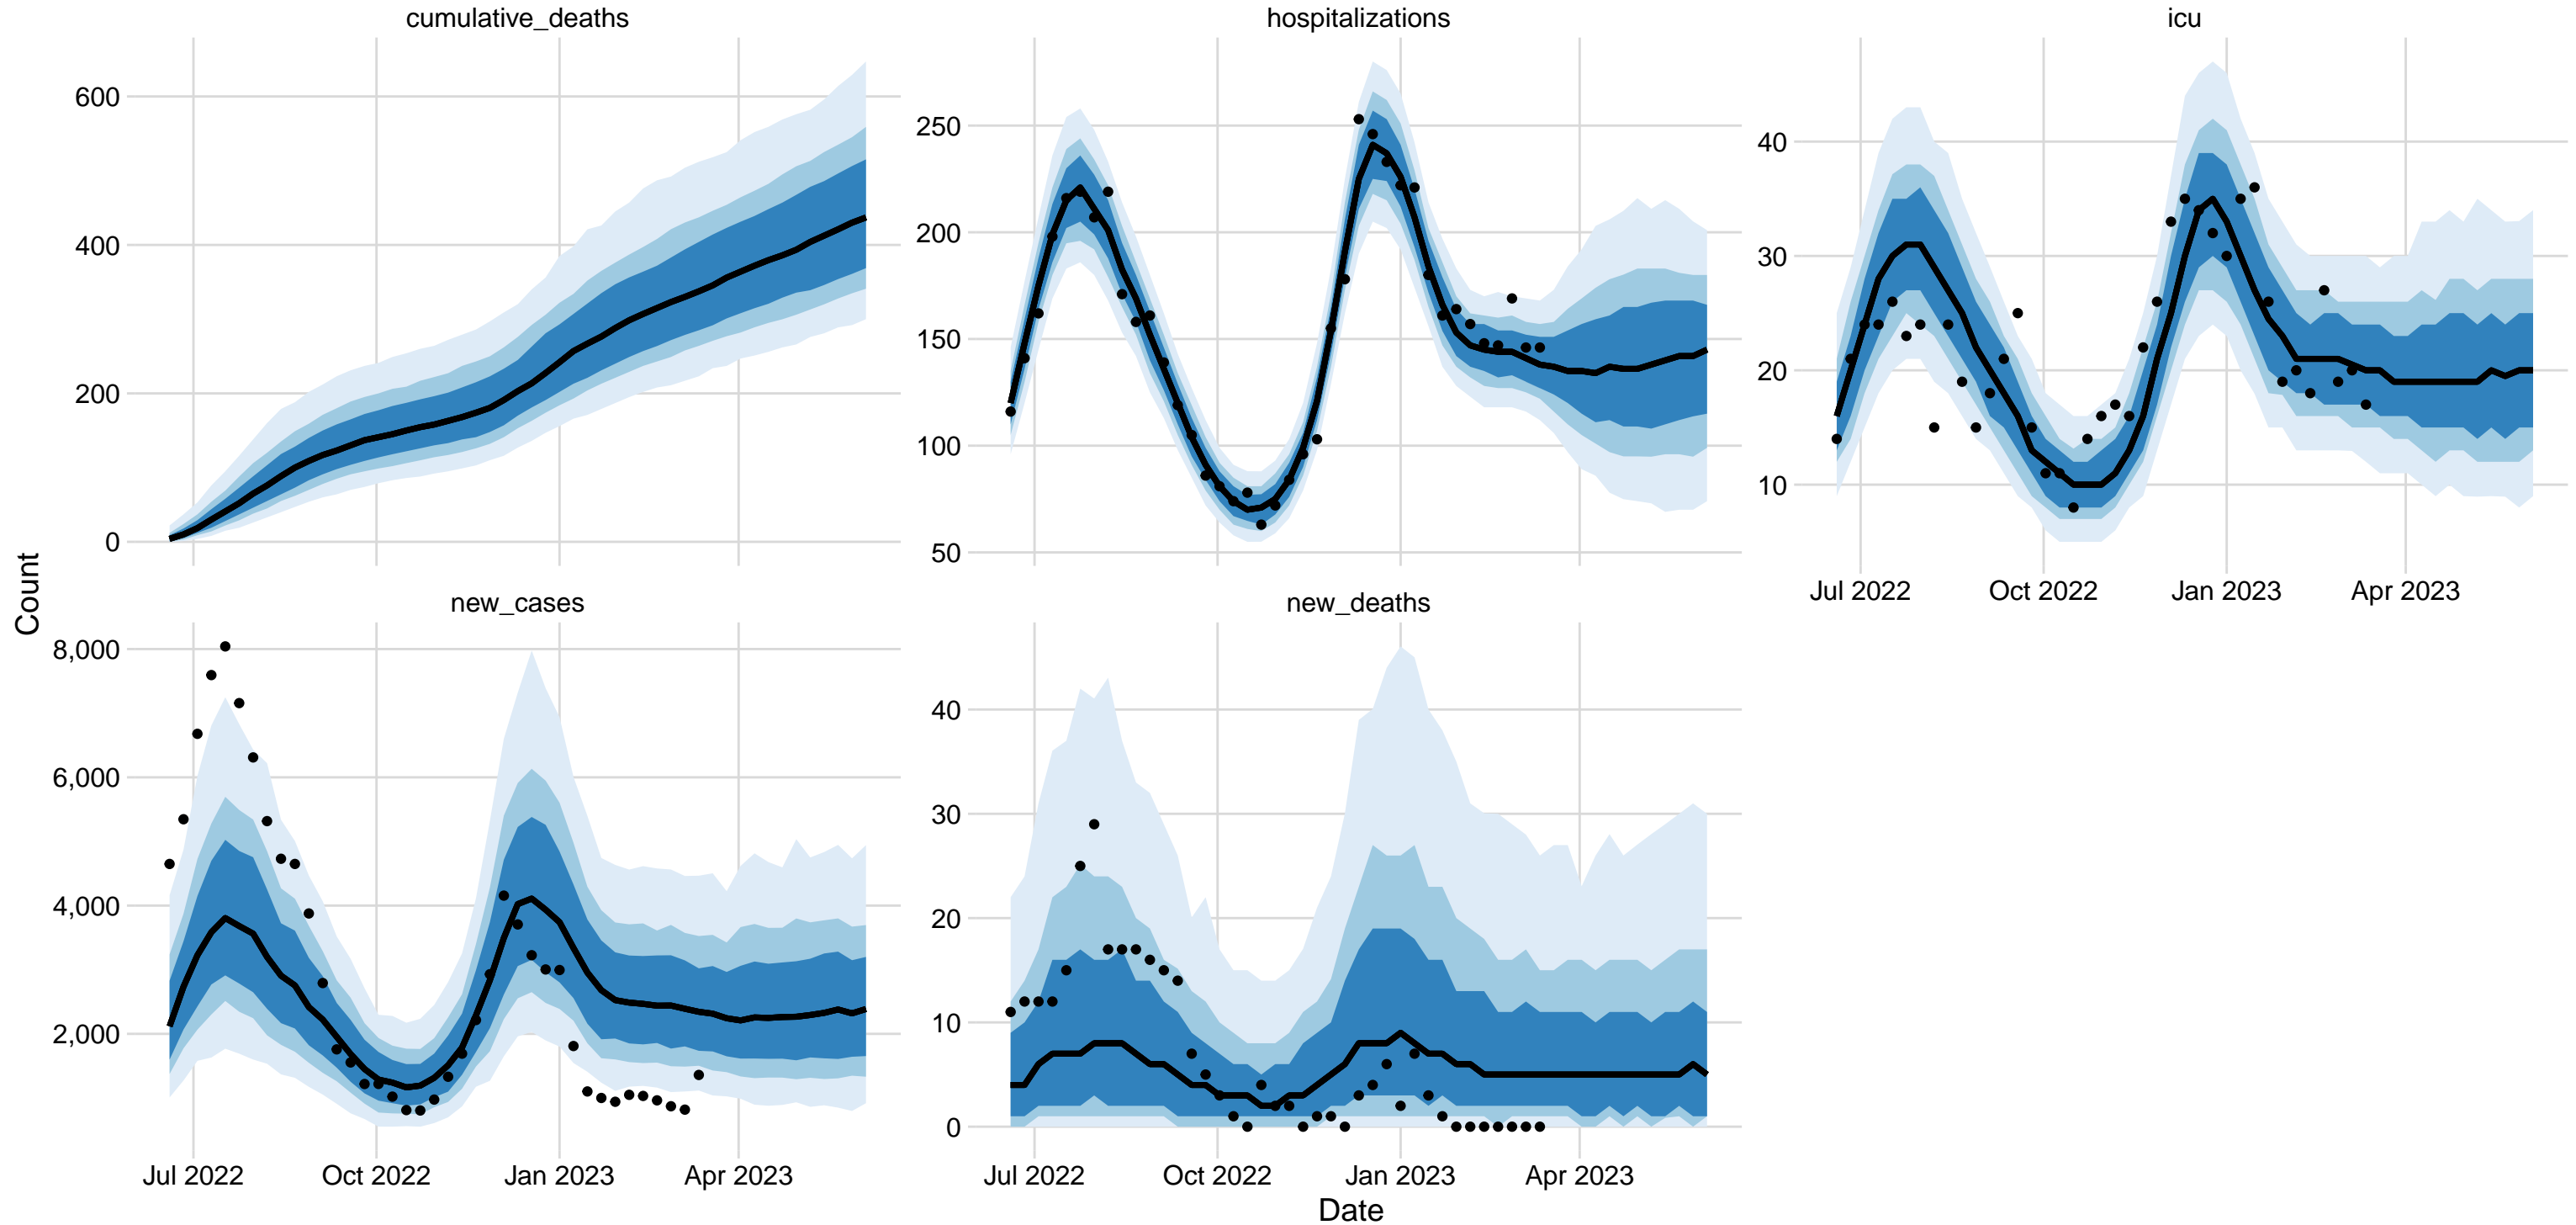 cumulative_deaths
600
400
200
0
hospitalizations
250
200
150
100
50
icu
40
30
20
10
Jul 2022 Oct 2022 Jan 2023 Apr 2023
Count
new_cases
8,000
6,000
4,000
2,000
Jul 2022 Oct 2022 Jan 2023 Apr 2023
new_deaths
40
30
20
10
0
Jul 2022 Oct 2022 Jan 2023 Apr 2023
Date